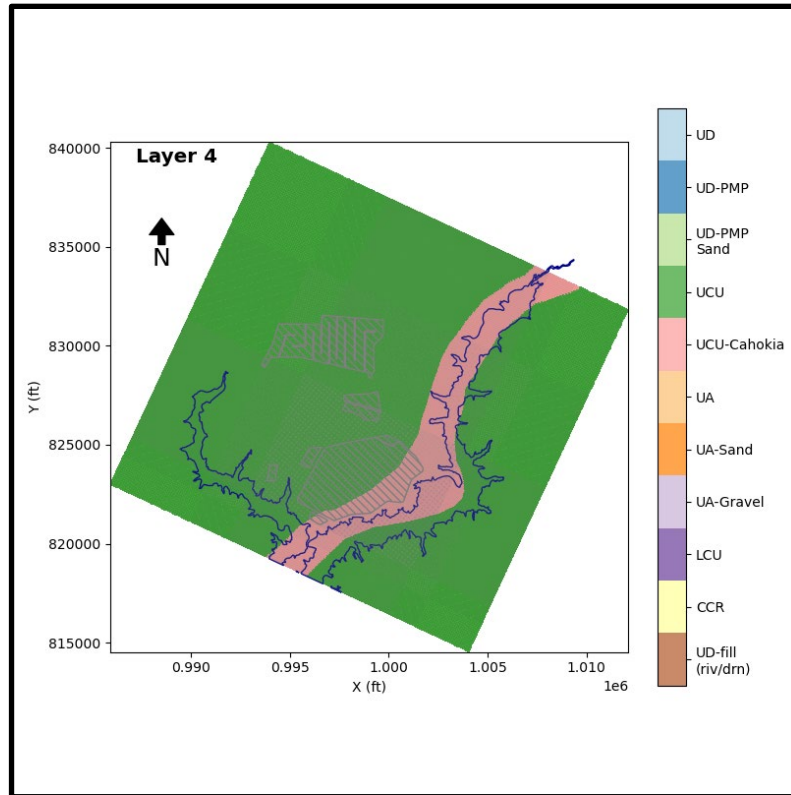 Layer 4
N
840000
835000
830000
825000
820000
815000
Y (ft)
0.990
0.995
1.000
1.005
1.010
X (ft)
1e6
UD
UD-PMP
UD-PMP
Sand
UCU
UCU-Cahokia
UA
UA-Sand
UA-Gravel
LCU
CCR
UD-fill
(riv/drn)